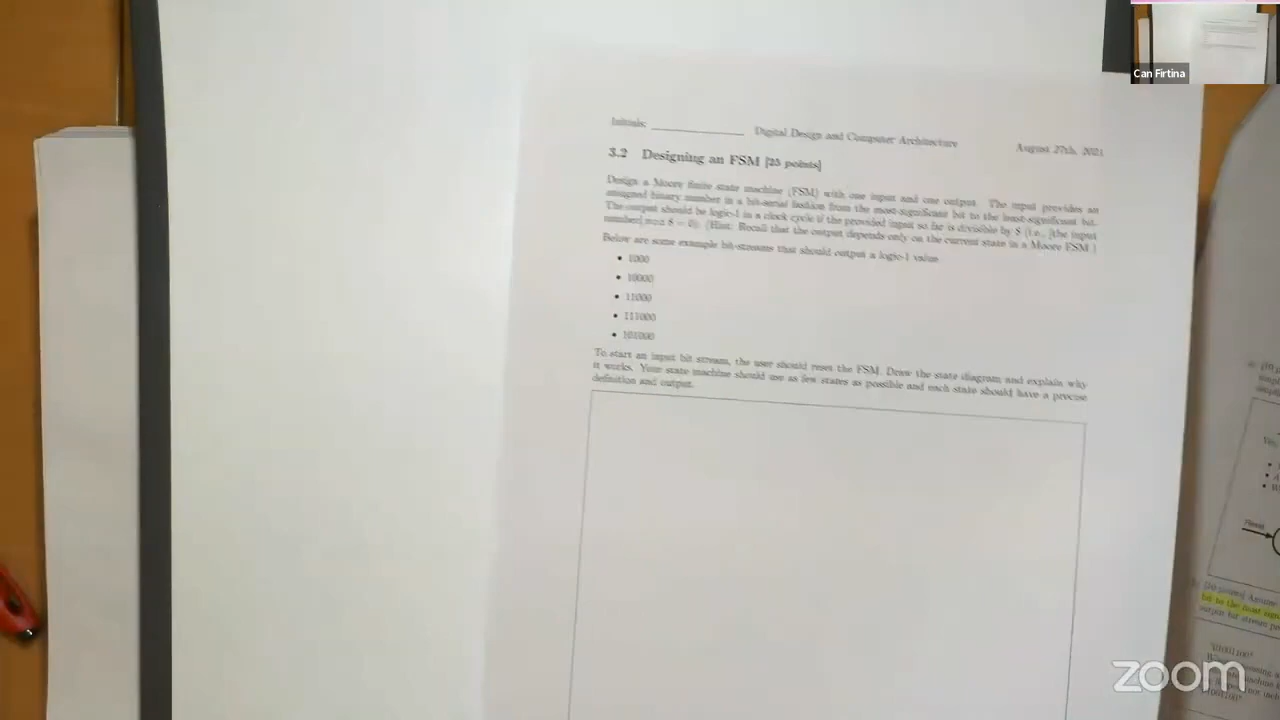 Can Firtina
Initials:
Digital Design and Computer Architecture
August 27th, 2021
3.2 Designing an FSM [25 points]
Design a Moore finite state machine (FSM) with one input and one output. The input provides an
unsigned binary number in a bit-serial fashion from the most-significant bit to the least-significant bit.
The output should be logic-1 in a clock cycle if the provided input so far is divisible by 8 (i.e., [the input
number] mod 8 = 0). (Hint: Recall that the output depends only on the current state in a Moore FSM.)
Below are some example bit-streams that should output a logic-1 value
• 1000
• 10000
• 11000
• 111000
• 101000
To start an input bit stream, the user should reset the FSM. Draw the state diagram and explain why
it works. Your state machine should use as few states as possible and each state should have a precise
definition and output.
bit to the most
output bit stream
zoom